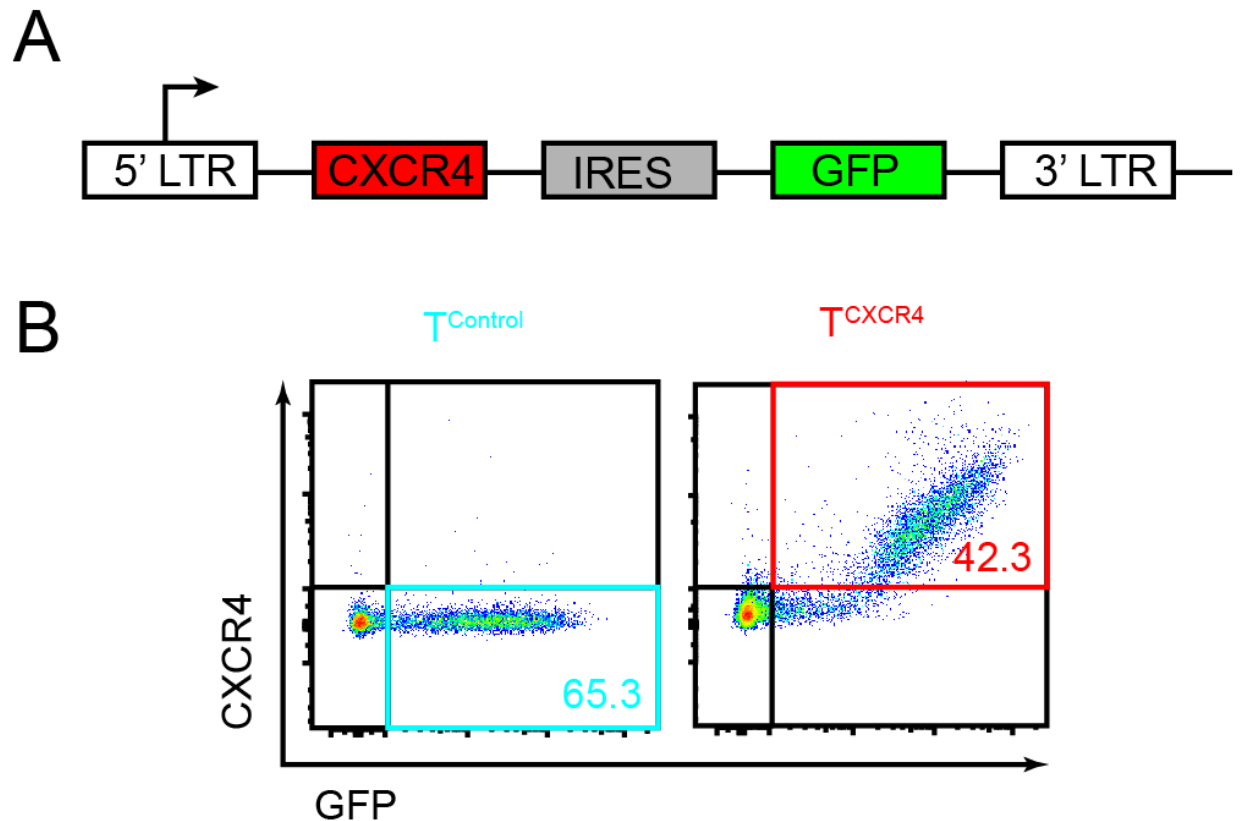 A
5’ LTR CXCR4 IRES GFP 3’ LTR
B
TControl TCXCR4
CXCR4
65.3 42.3
GFP